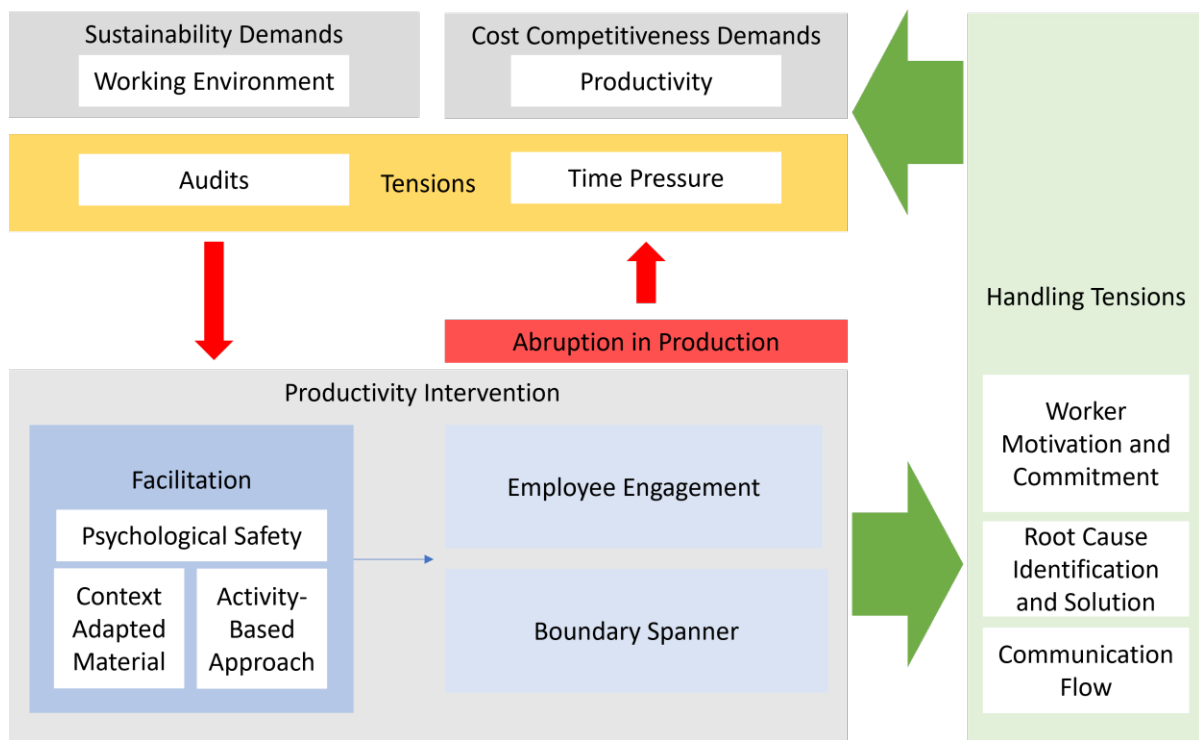 Sustainability Demands
Working Environment
Cost Competitiveness Demands
Productivity
Audits
Tensions
Time Pressure
Abruption in Production
Productivity Intervention
Facilitation
Psychological Safety
Context
Adapted
Material
Activity-
Based
Approach
Employee Engagement
Boundary Spanner
Handling Tensions
Worker
Motivation and
Commitment
Root Cause
Identification
and Solution
Communication
Flow